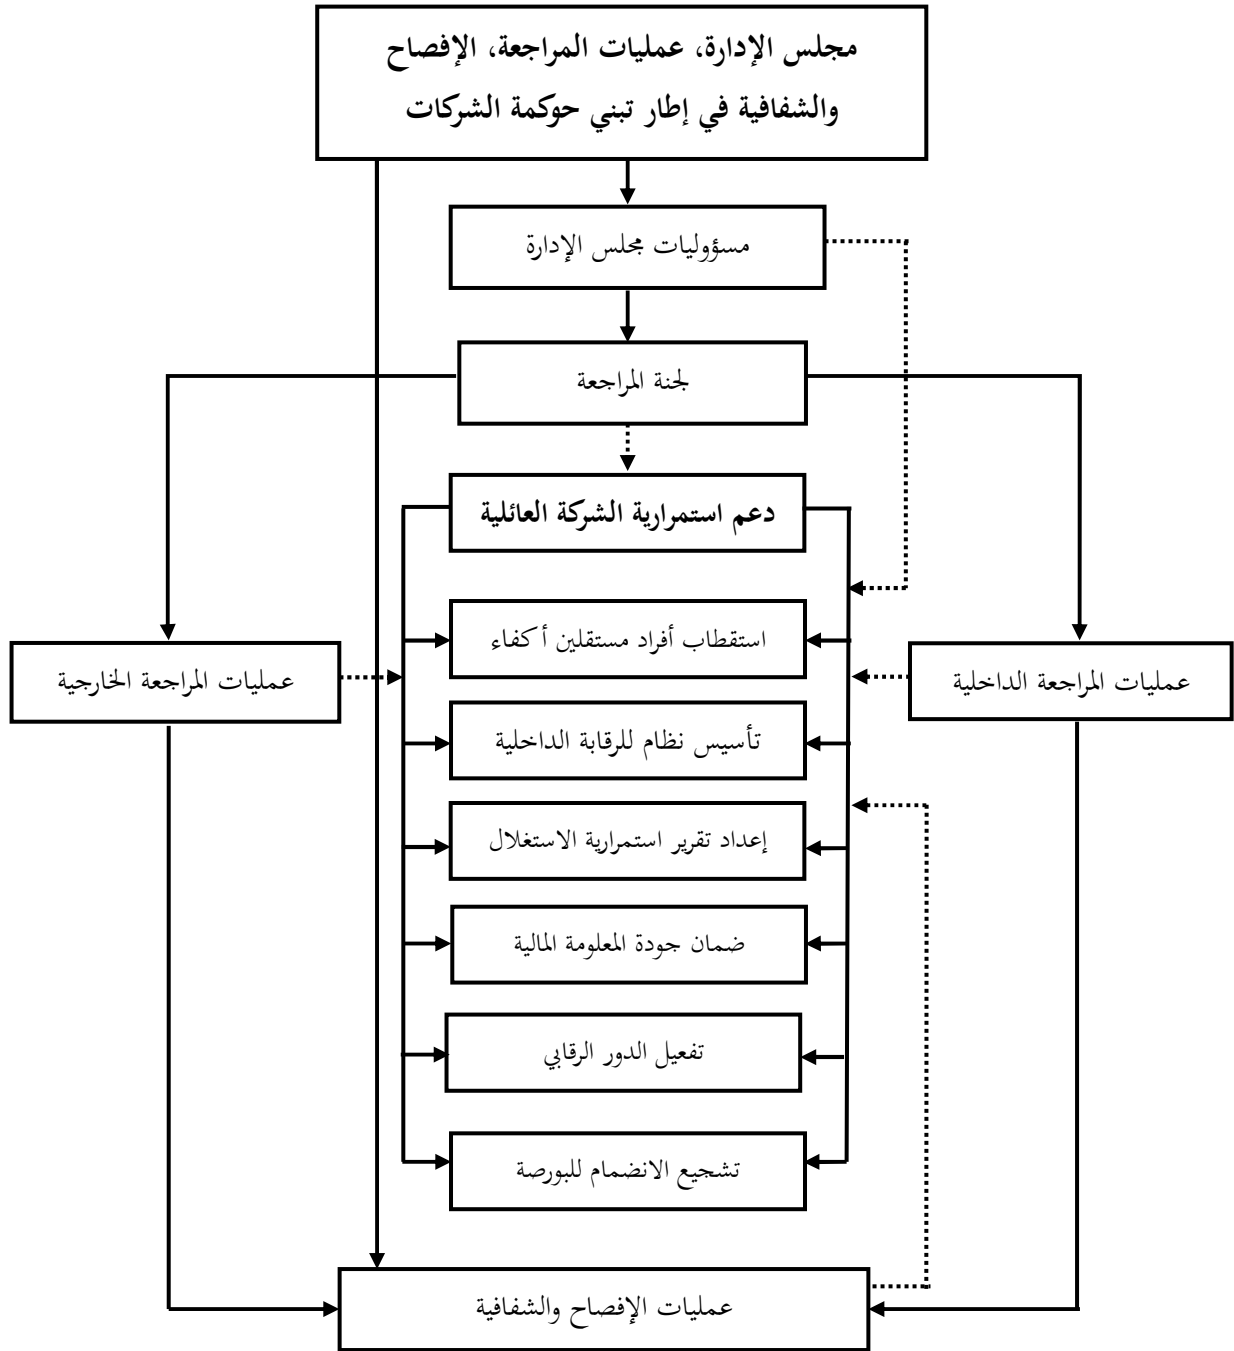 مجلس الإدارة، عمليات المراجعة، الإفصاح
والشفافية في إطار تبني حوكمة الشركات
مسؤوليات مجلس الإدارة
لجنة المراجعة
دعم استمرارية الشركة العائلية
استقطاب أفراد مستقلين أكفاء
عمليات المراجعة الداخلية
عمليات المراجعة الخارجية
تأسيس نظام للرقابة الداخلية
إعداد تقرير استمرارية الاستغلال
ضمان جودة المعلومة المالية
تفعيل الدور الرقابي
تشجيع الانضمام للبورصة
عمليات الإفصاح والشفافية